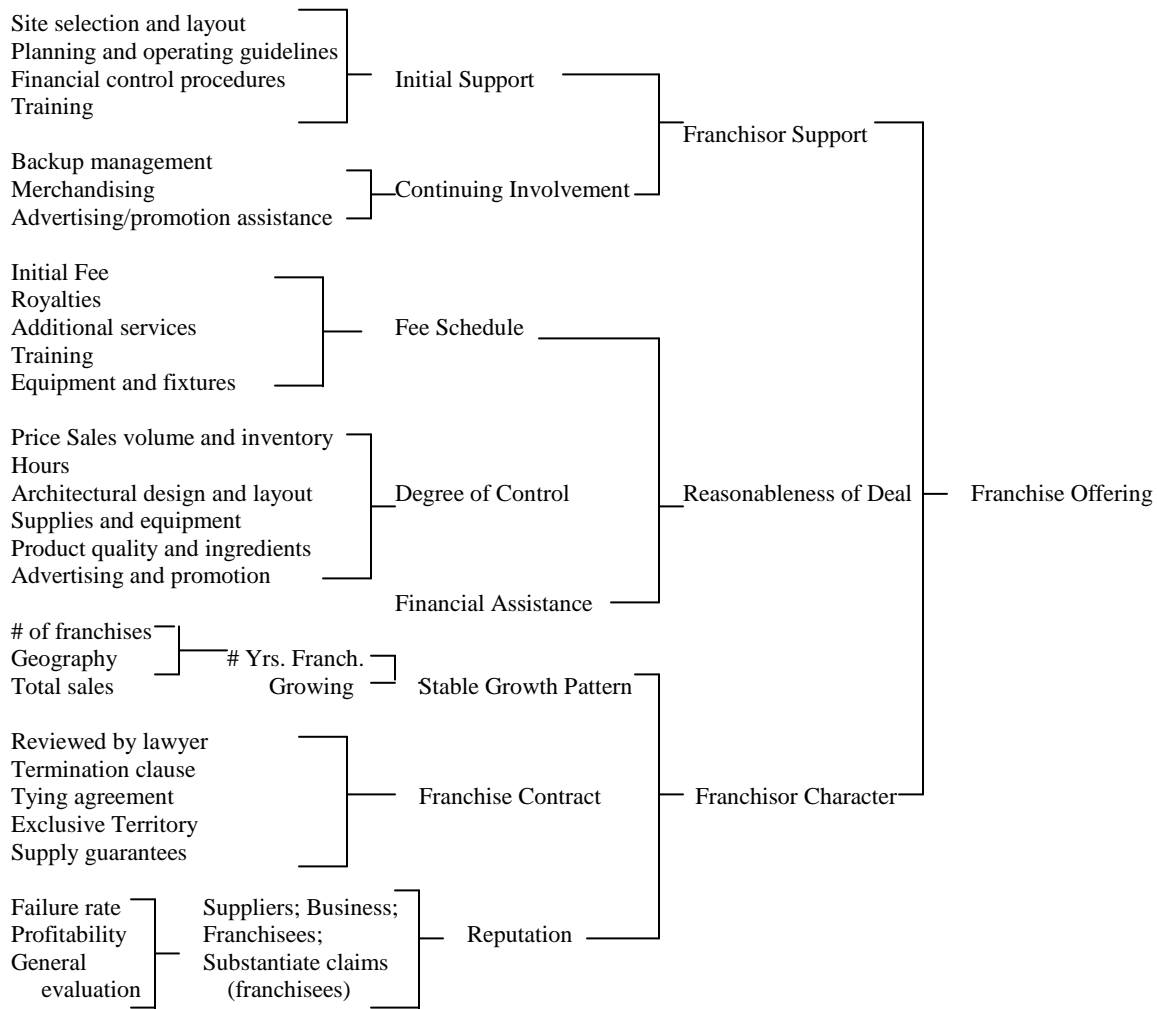 Site selection and layout
Planning and operating guidelines
Financial control procedures
Training
Initial Support
Franchisor Support
Backup management
Merchandising
Advertising/promotion assistance
Continuing Involvement
Initial Fee
Royalties
Additional services
Training
Equipment and fixtures
Fee Schedule
Price Sales volume and inventory
Hours
Architectural design and layout
Supplies and equipment
Product quality and ingredients
Advertising and promotion
Degree of Control
Reasonableness of Deal
Franchise Offering
Financial Assistance
# of franchises
Geography
Total sales
# Yrs. Franch.
Growing
Stable Growth Pattern
Reviewed by lawyer
Termination clause
Tying agreement
Exclusive Territory
Supply guarantees
Franchise Contract
Franchisor Character
Failure rate
Profitability
General
evaluation
Suppliers; Business;
Franchisees;
Substantiate claims
(franchisees)
Reputation